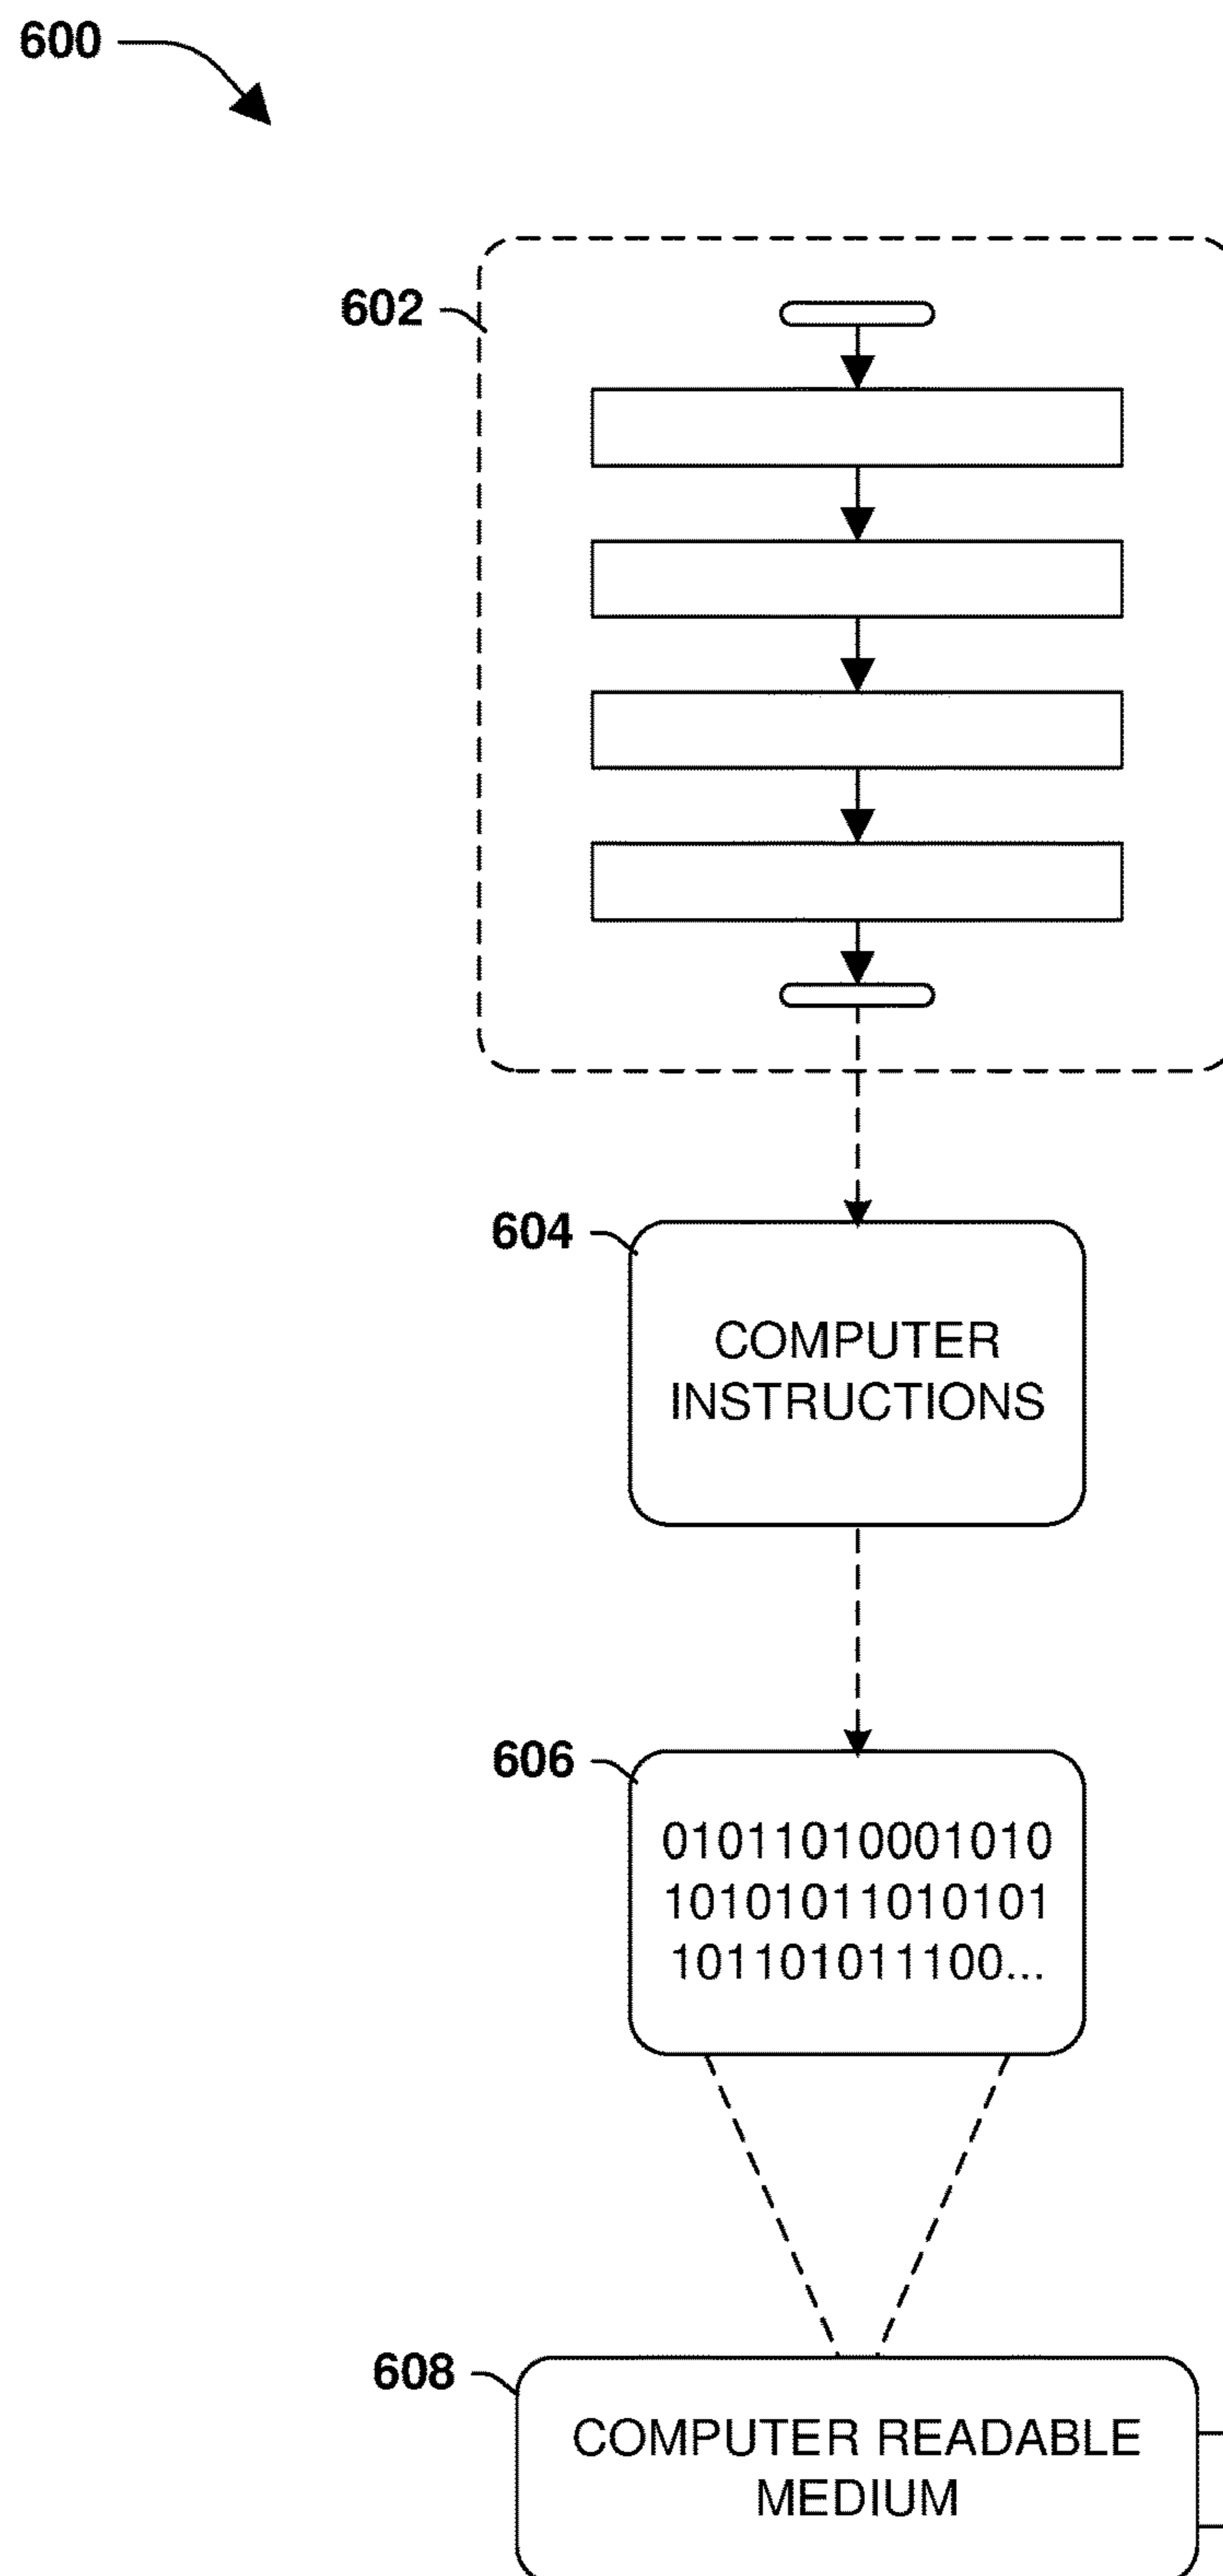 600
602
604
COMPUTER
INSTRUCTIONS
606
01011010001010
10101011010101
101101011100...
608
COMPUTER READABLE
MEDIUM